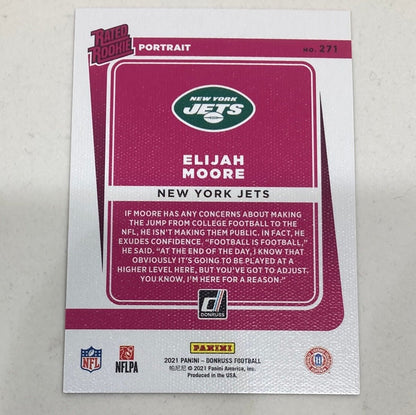 RATED
ROOKIE
PORTRAIT
NO. 271
NEW YORK
JETS
ELIJAH
MOORE
NEW YORK JETS
IF MOORE HAS ANY CONCERNS ABOUT MAKING
THE JUMP FROM COLLEGE FOOTBALL TO THE
NFL, HE ISN'T MAKING THEM PUBLIC. IN FACT, HE
EXUDES CONFIDENCE. "FOOTBALL IS FOOTBALL,"
HE SAID. "AT THE END OF THE DAY, I KNOW THAT
OBVIOUSLY IT'S GOING TO BE PLAYED AT A
HIGHER LEVEL HERE, BUT YOU'VE GOT TO ADJUST.
YOU KNOW, I'M HERE FOR A REASON."
DONRUSS
NFL
NFLPA
PANINI
2021 PANINI – DONRUSS FOOTBALL
帕尼尼 © 2021 Panini America, Inc.
Produced in the USA.